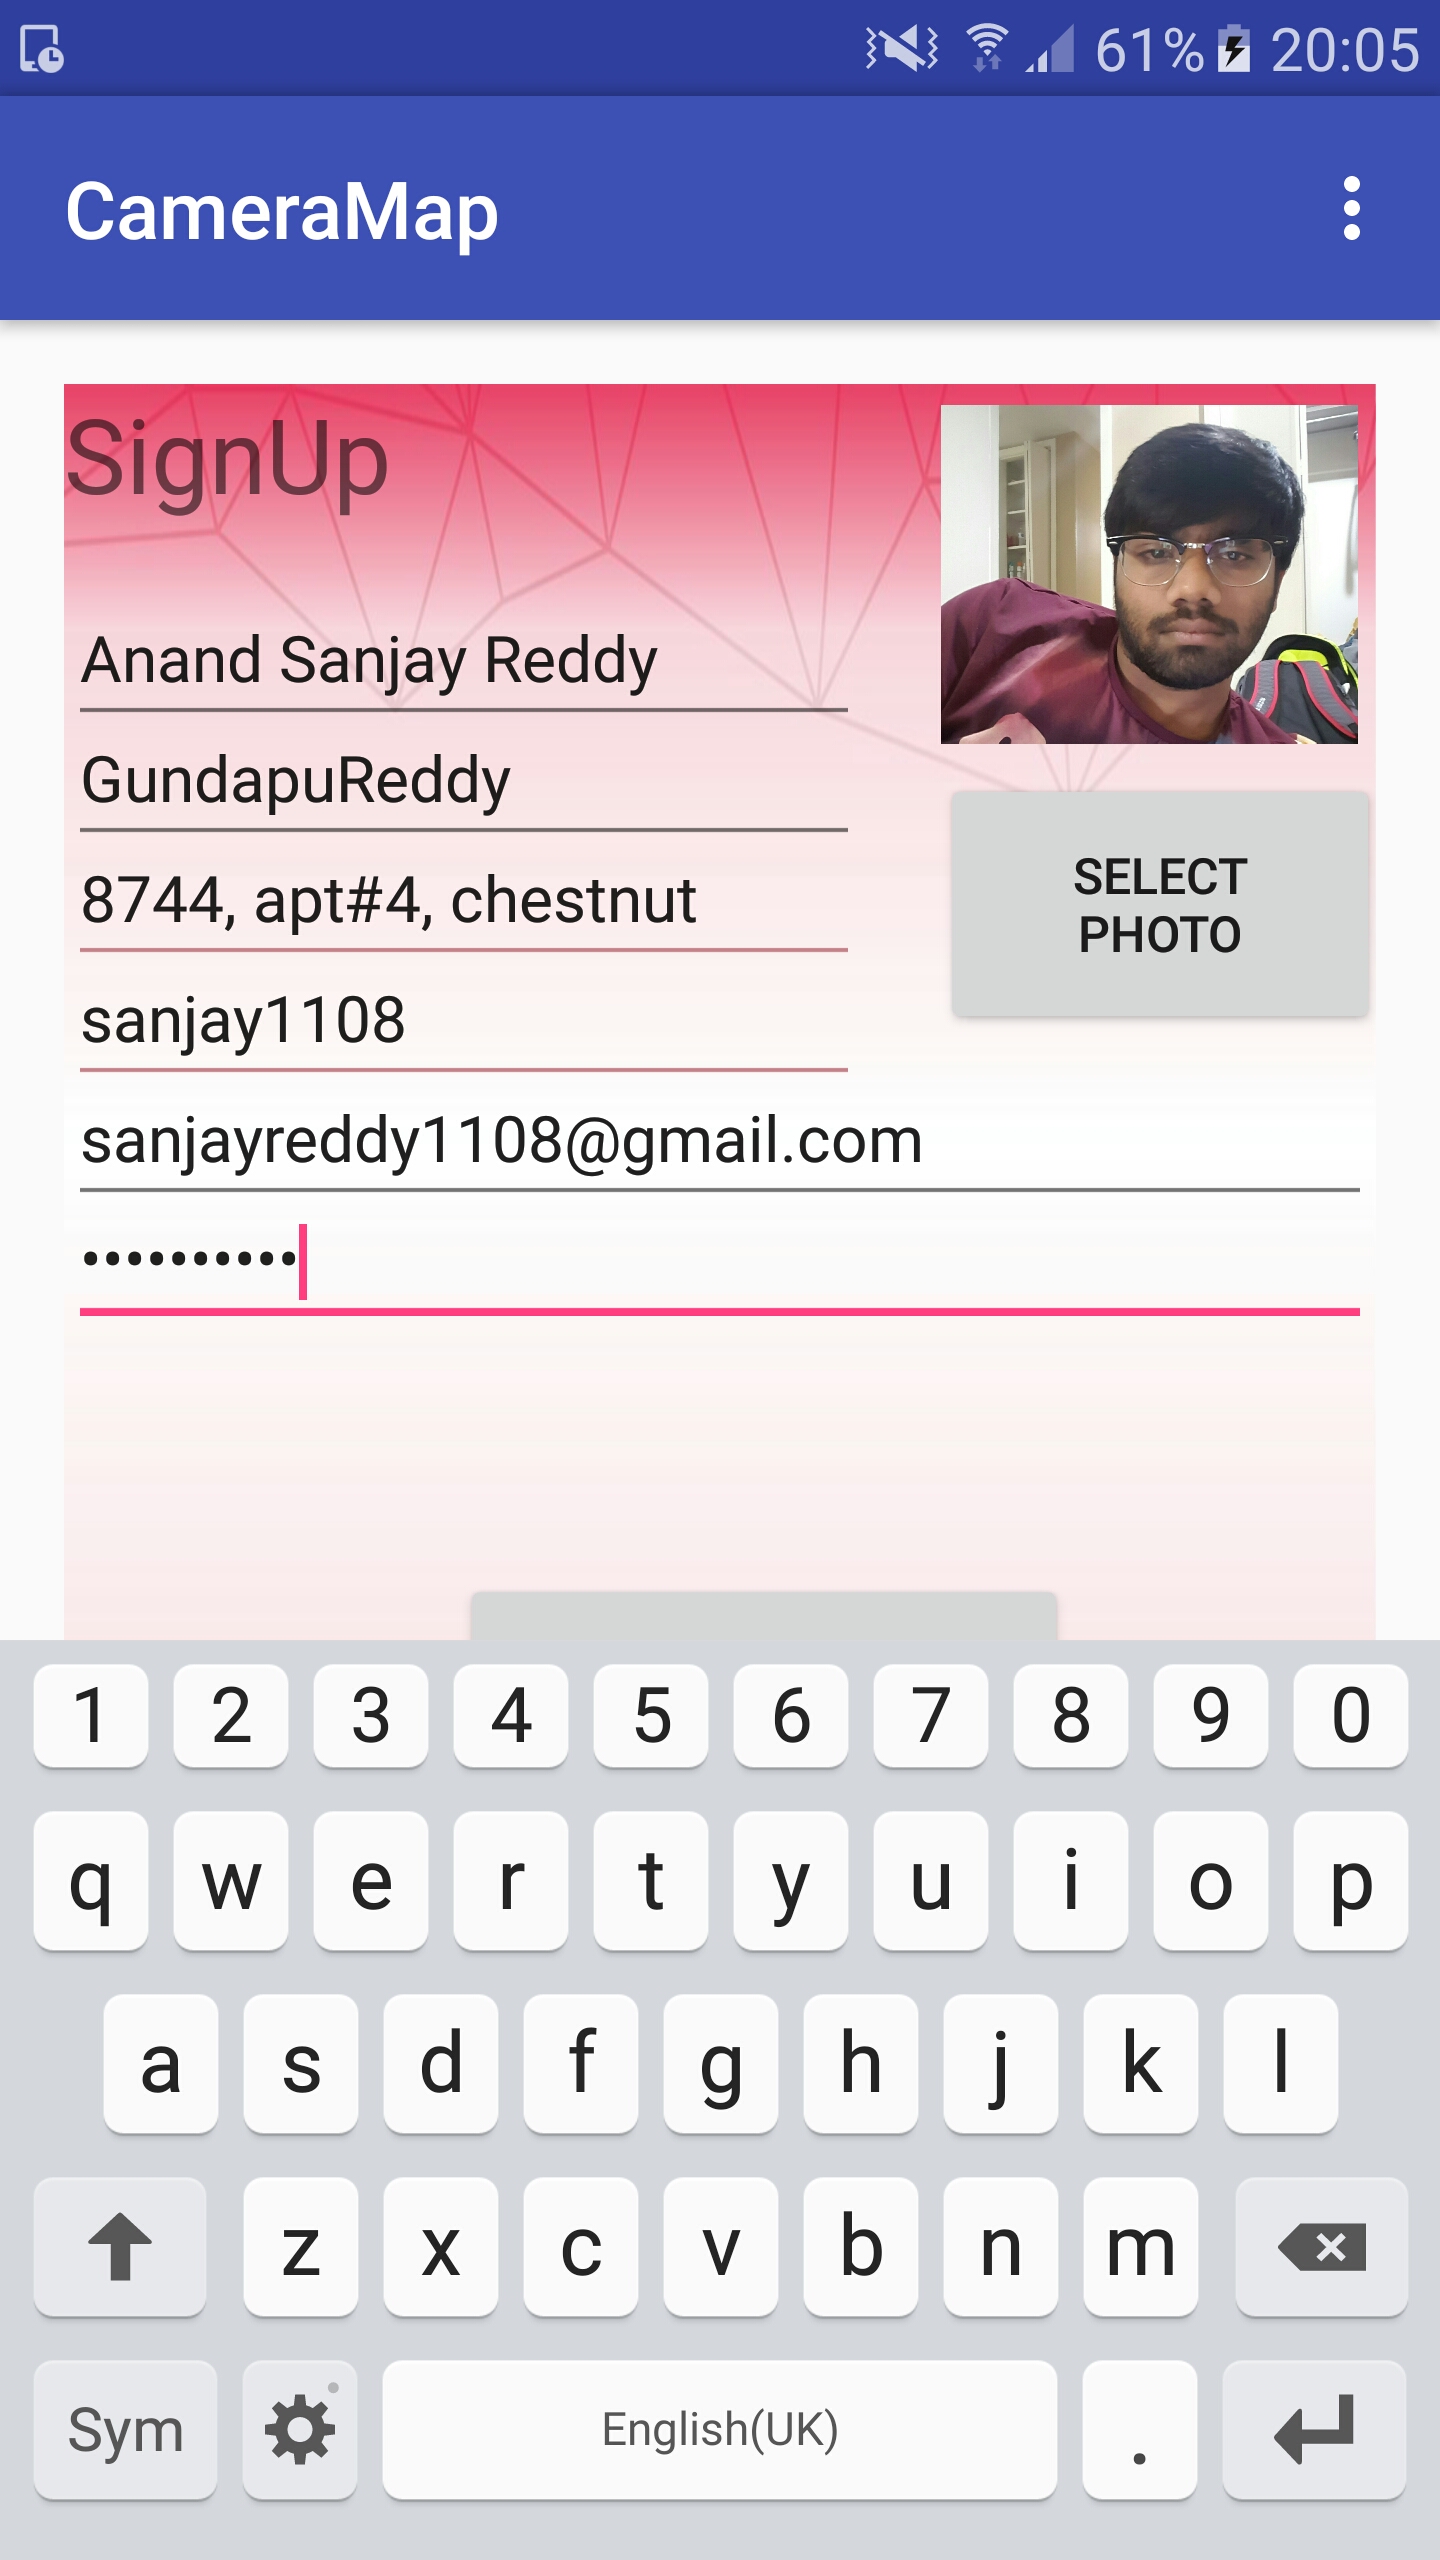 61% 20:05
CameraMap
SignUp
Anand Sanjay Reddy
GundapuReddy
8744, apt#4, chestnut
sanjay1108
sanjayreddy1108@gmail.com
••••••••••
SELECT
PHOTO
1 2 3 4 5 6 7 8 9 0
q w e r t y u i o p
a s d f g h j k l
z x c v b n m
Sym English(UK) .